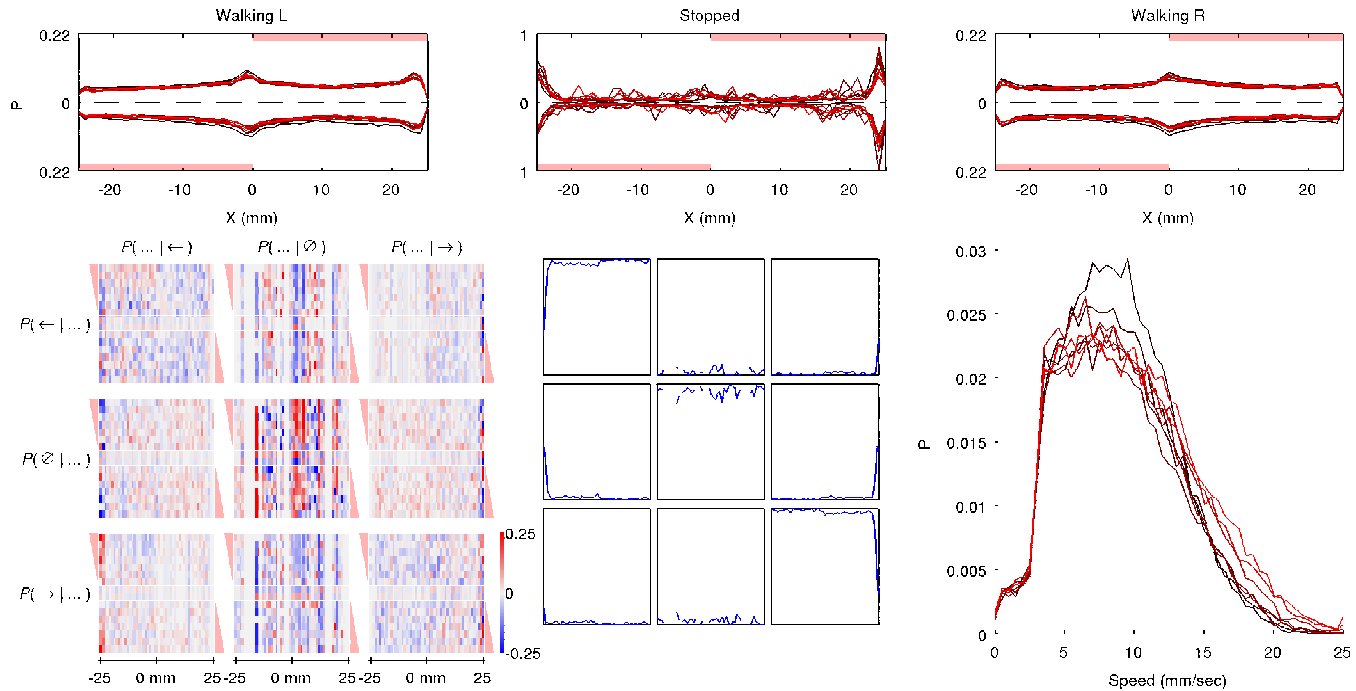 Walking L
Stopped
Walking R
0.22
0
0.22
P
-20 -10 0 10 20
X (mm)
1
0
1
-20 -10 0 10 20
X (mm)
0.22
0
0.22
-20 -10 0 10 20
X (mm)
P( ... | ← )
P( ... | ∅ )
P( ... | → )
P( ← | ... )
P( ∅ | ... )
P( → | ... )
0.25
0
-0.25
-25 0 mm -25 0 mm -25 0 mm 25
0.03
0.025
0.02
0.015
0.01
0.005
0
P
0 5 10 15 20 25
Speed (mm/sec)